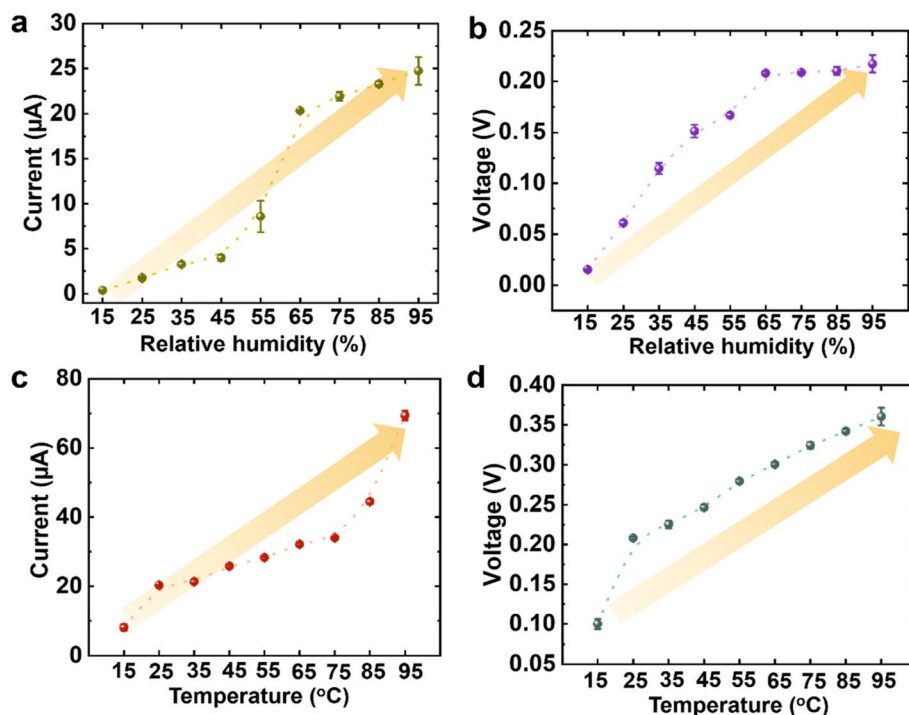 a
30
25
20
15
10
5
0
Current (μA)
15 25 35 45 55 65 75 85 95
Relative humidity (%)
b
0.20
0.15
0.10
0.05
0.00
Voltage (V)
15 25 35 45 55 65 75 85 95
Relative humidity (%)
c
80
60
40
20
0
Current (μA)
15 25 35 45 55 65 75 85 95
Temperature (oC)
d
0.40
0.35
0.30
0.25
0.20
0.10
0.05
Voltage (V)
15 25 35 45 55 65 75 85 95
Temperature (oC)